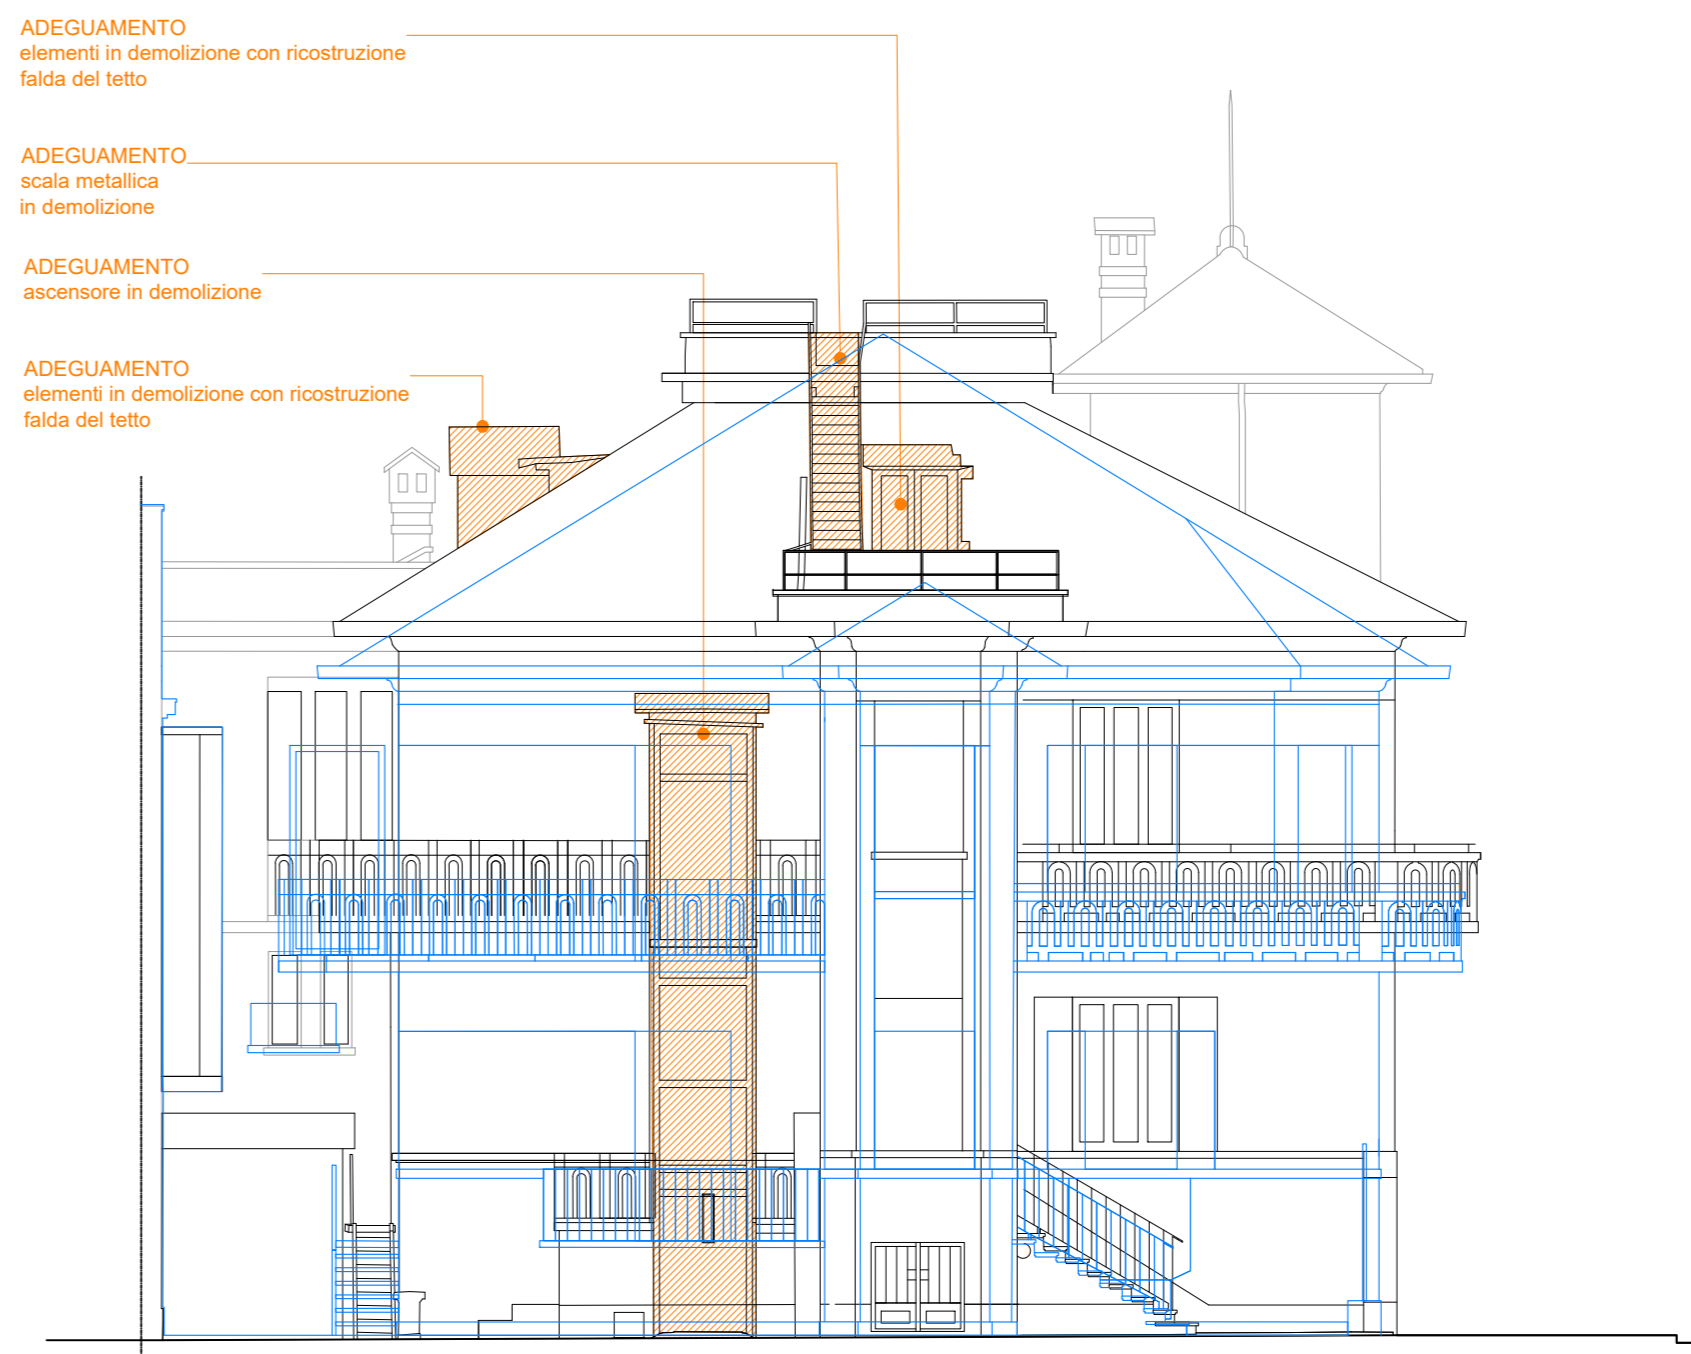 ADEGUAMENTO
elementi in demolizione con ricostruzione
falda del tetto
ADEGUAMENTO
scala metallica
in demolizione
ADEGUAMENTO
ascensore in demolizione
ADEGUAMENTO
elementi in demolizione con ricostruzione
falda del tetto